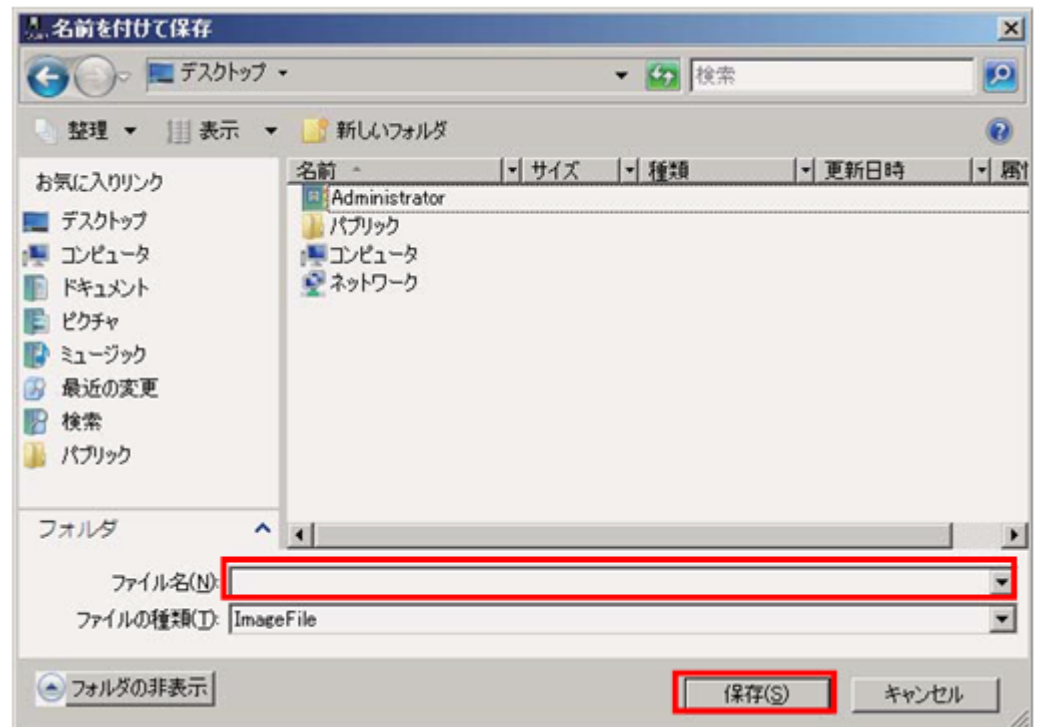 名前を付けて保存
デスクトップ
検索
整理 表示 新しいフォルダ
お気に入りリンク
デスクトップ
コンピュータ
ドキュメント
ピクチャ
ミュージック
最近の変更
検索
パブリック
フォルダ
名前 サイズ 種類 更新日時
Administrator
パブリック
コンピュータ
ネットワーク
ファイル名(N):
ファイルの種類(T): ImageFile
フォルダの非表示 保存(S) キャンセル